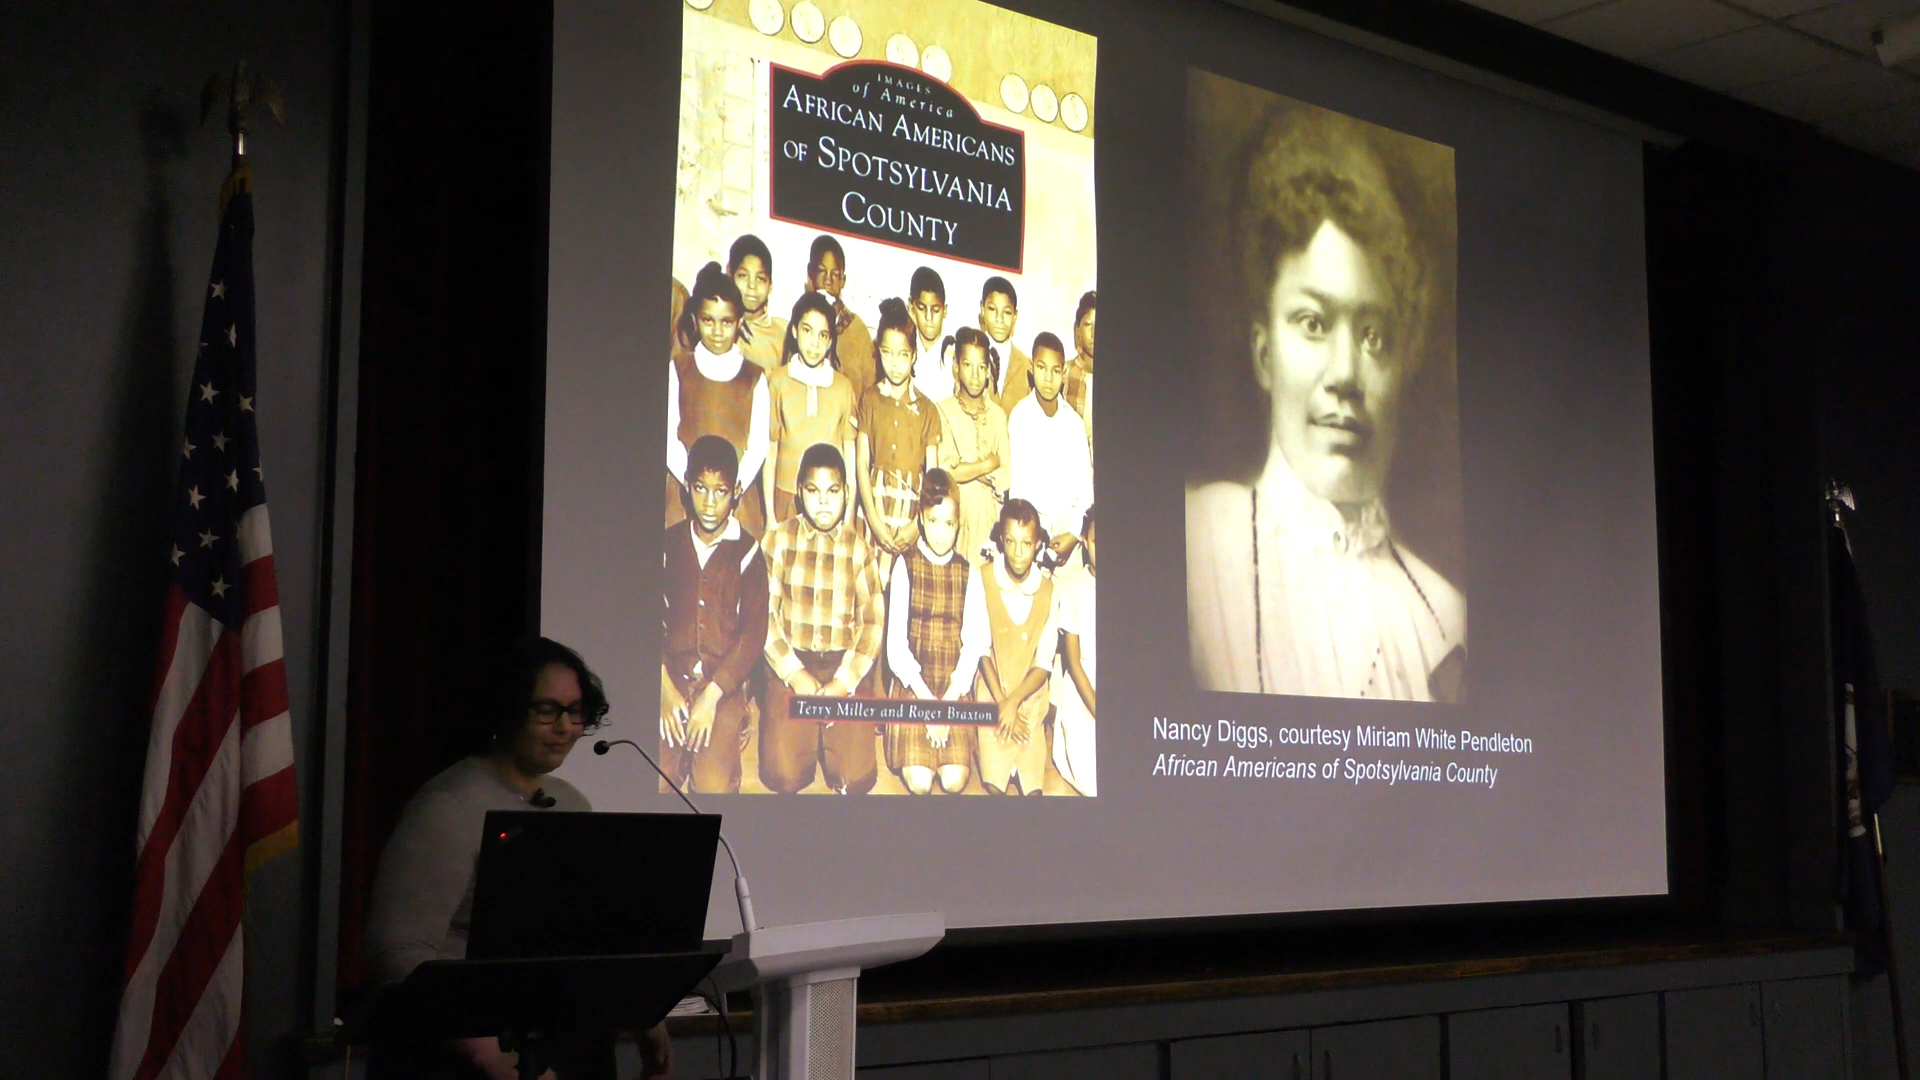 IMAGES
of America
AFRICAN AMERICANS
OF SPOTSYLVANIA
COUNTY
Terry Miller and Roger Braxton
Nancy Diggs, courtesy Miriam White Pendleton
African Americans of Spotsylvania County